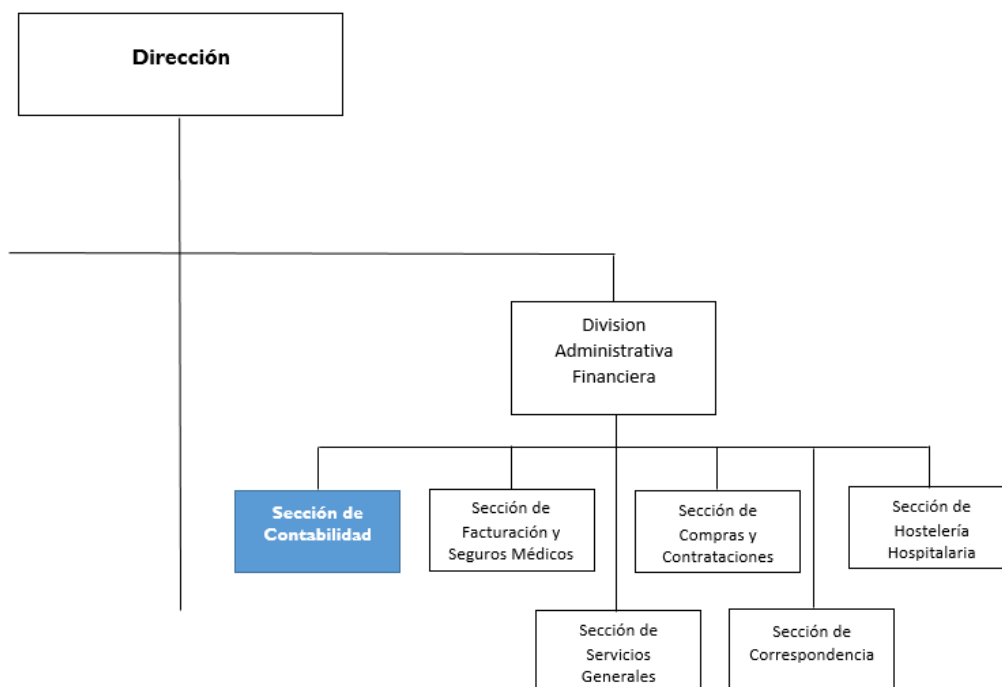 Dirección
Division
Administrativa
Financiera
Sección de
Contabilidad
Sección de
Facturación y
Seguros Médicos
Sección de
Compras y
Contrataciones
Sección de
Hostelería
Hospitalaria
Sección de
Servicios
Generales
Sección de
Correspondencia